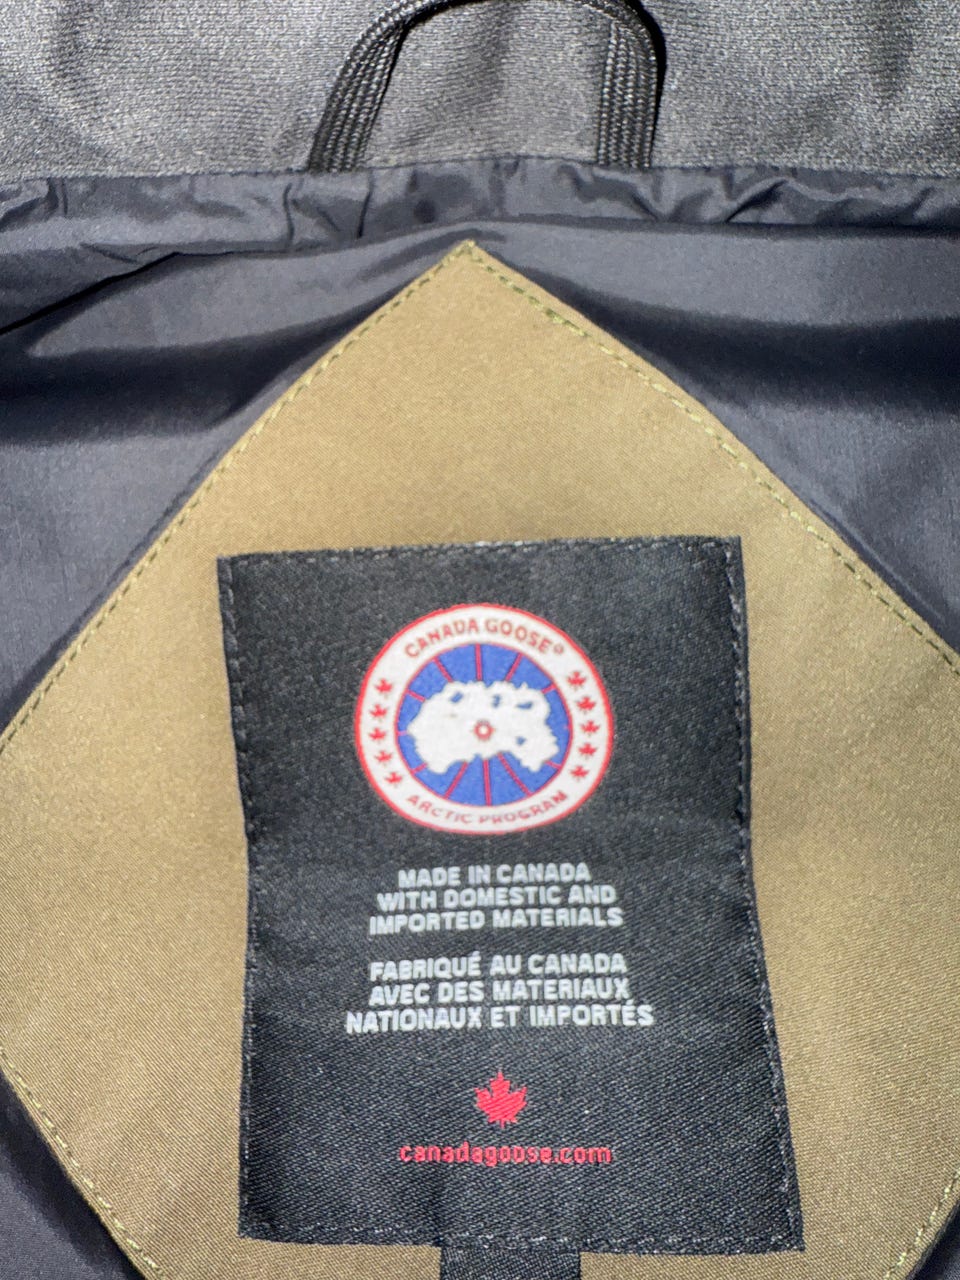 CANADA GOOSE®
ARCTIC PROGRAM
MADE IN CANADA
WITH DOMESTIC AND
IMPORTED MATERIALS
FABRIQUÉ AU CANADA
AVEC DES MATERIAUX
NATIONAUX ET IMPORTÉS
canadagoose.com